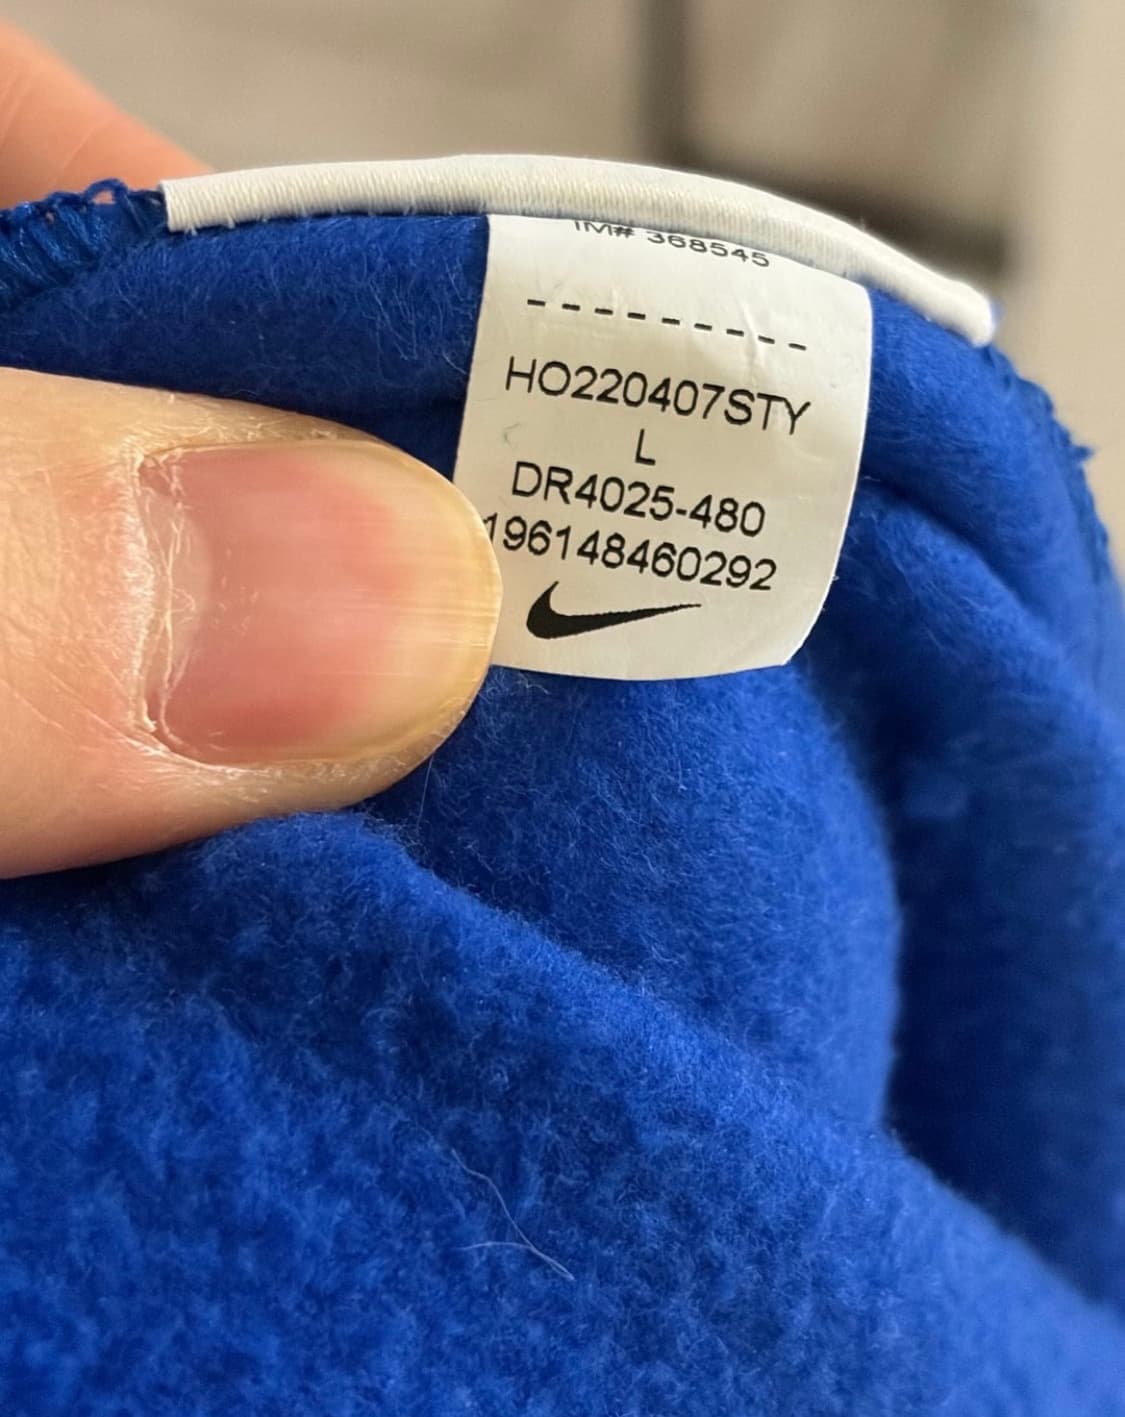 IM# 368545
---------
HO220407STY
L
DR4025-480
196148460292